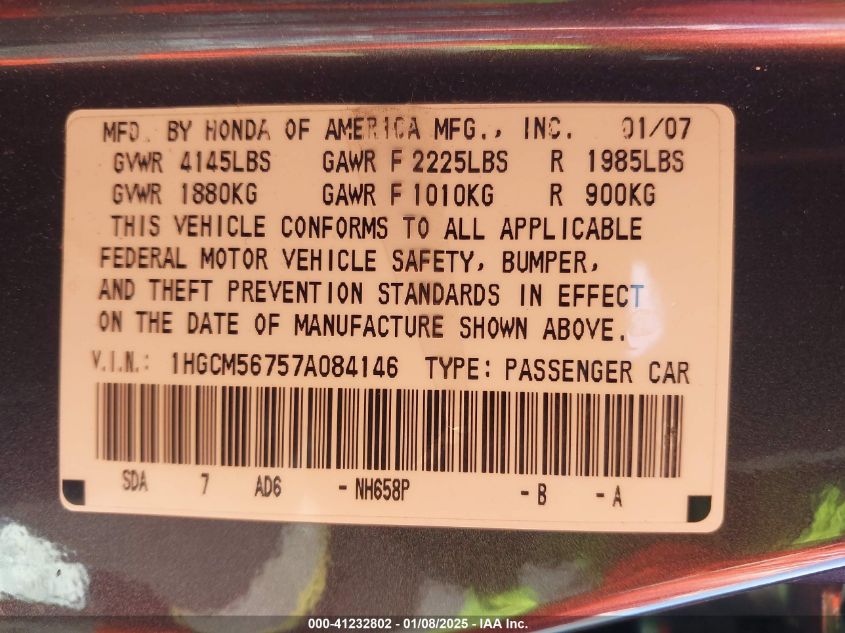 MFD. BY HONDA OF AMERICA MFG., INC. 01/07
GVWR 4145LBS GAWR F 2225LBS R 1985LBS
GVWR 1880KG GAWR F 1010KG R 900KG
THIS VEHICLE CONFORMS TO ALL APPLICABLE
FEDERAL MOTOR VEHICLE SAFETY, BUMPER,
AND THEFT PREVENTION STANDARDS IN EFFECT
ON THE DATE OF MANUFACTURE SHOWN ABOVE.
V.I.N.: 1HGCM56757A084146 TYPE: PASSENGER CAR
SDA 7 AD6 -NH658P -B -A
000-41232802 - 01/08/2025 - IAA Inc.